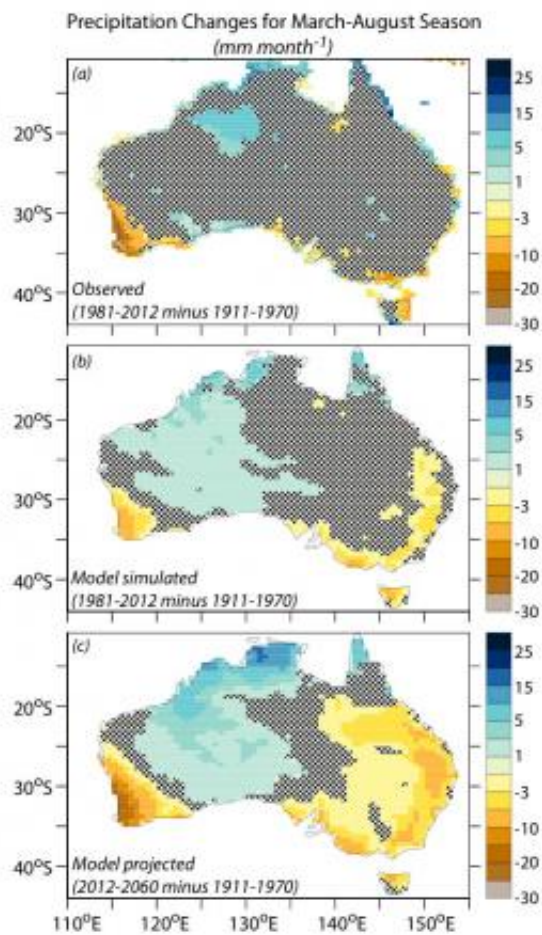 Precipitation Changes for March-August Season
(mm month⁻¹)
(a)
20°S
30°S
40°S
Observed
(1981-2012 minus 1911-1970)
25
15
5
1
-3
-10
-20
-30
(b)
20°S
30°S
40°S
Model simulated
(1981-2012 minus 1911-1970)
25
15
5
1
-3
-10
-20
-30
(c)
20°S
30°S
40°S
Model projected
(2012-2060 minus 1911-1970)
25
15
5
1
-3
-10
-20
-30
110°E 120°E 130°E 140°E 150°E